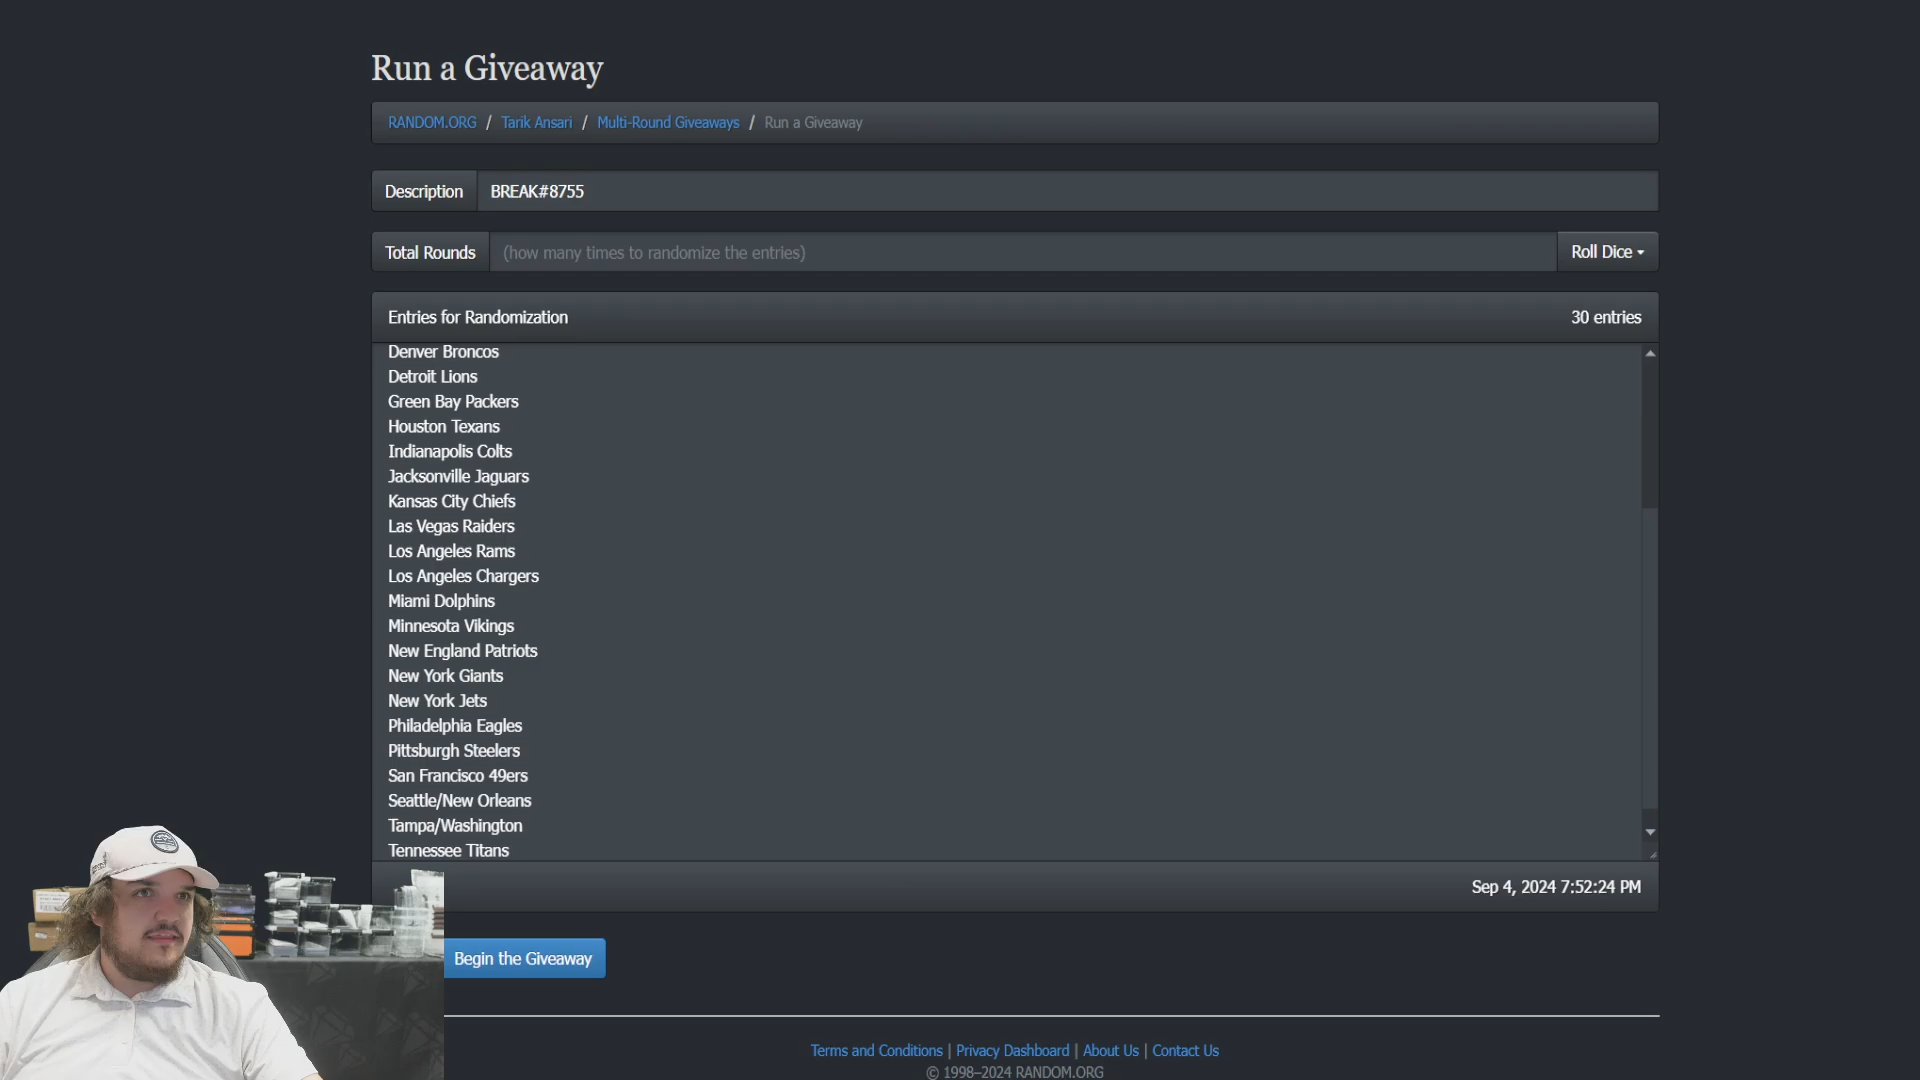 Run a Giveaway
RANDOM.ORG / Tarik Ansari / Multi-Round Giveaways / Run a Giveaway
Description BREAK#8755
Total Rounds (how many times to randomize the entries) Roll Dice
Entries for Randomization 30 entries
Denver Broncos
Detroit Lions
Green Bay Packers
Houston Texans
Indianapolis Colts
Jacksonville Jaguars
Kansas City Chiefs
Las Vegas Raiders
Los Angeles Rams
Los Angeles Chargers
Miami Dolphins
Minnesota Vikings
New England Patriots
New York Giants
New York Jets
Philadelphia Eagles
Pittsburgh Steelers
San Francisco 49ers
Seattle/New Orleans
Tampa/Washington
Tennessee Titans
Sep 4, 2024 7:52:24 PM
Begin the Giveaway
Terms and Conditions | Privacy Dashboard | About Us | Contact Us
© 1998–2024 RANDOM.ORG